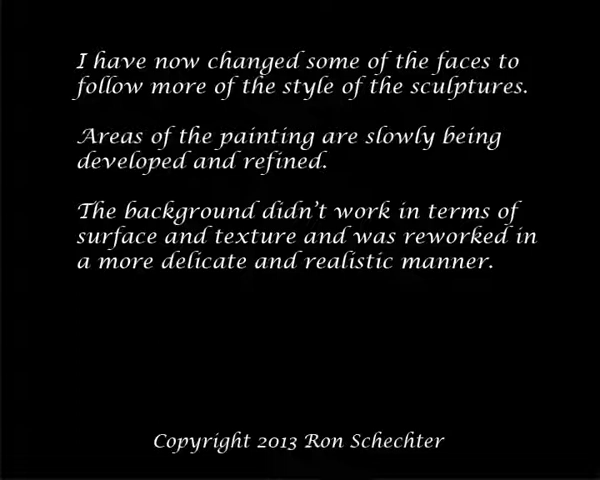 I have now changed some of the faces to
follow more of the style of the sculptures.
Areas of the painting are slowly being
developed and refined.
The background didn't work in terms of
surface and texture and was reworked in
a more delicate and realistic manner.
Copyright 2013 Ron Schechter